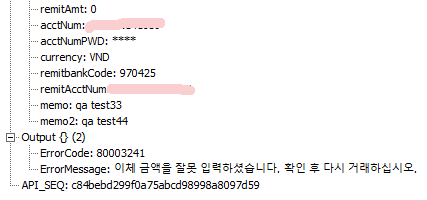 remitAmt: 0
acctNum:
acctNumPWD: ****
currency: VND
remitbankCode: 970425
remitAcctNum
memo: qa test33
memo2: qa test44
Output {} (2)
ErrorCode: 80003241
ErrorMessage: 이체 금액을 잘못 입력하셨습니다. 확인 후 다시 거래하십시오.
API_SEQ: c84bebd299f0a75abcd98998a8097d59